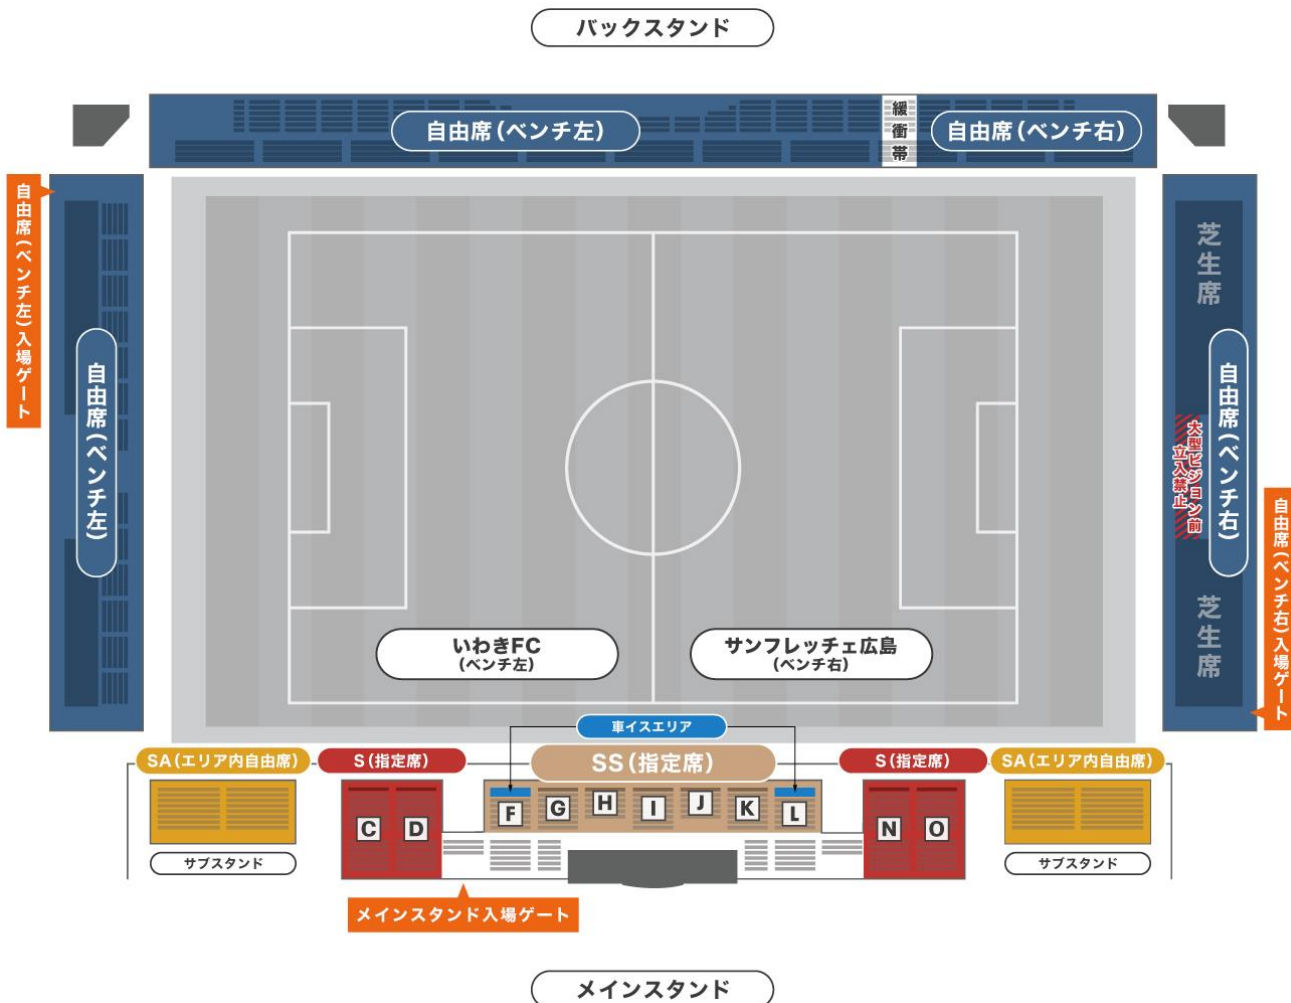 バックスタンド
自由席(ベンチ左)
緩衝帯
自由席(ベンチ右)
自由席(ベンチ左)入場ゲート
自由席(ベンチ左)
芝生席
自由席(ベンチ右)
大型ビジョン前
立入禁止
芝生席
自由席(ベンチ右)入場ゲート
いわきFC
(ベンチ左)
サンフレッチェ広島
(ベンチ右)
車イスエリア
SA(エリア内自由席)
S(指定席)
SS(指定席)
S(指定席)
SA(エリア内自由席)
C
D
F
G
H
I
J
K
L
N
O
サブスタンド
サブスタンド
メインスタンド入場ゲート
メインスタンド